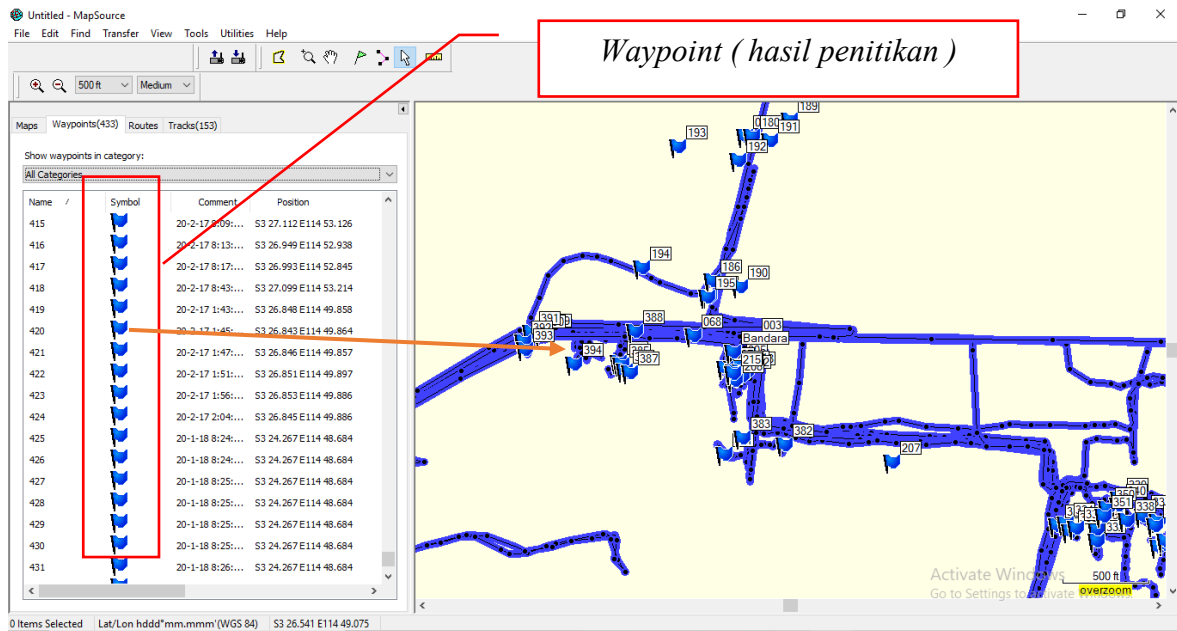 Untitled - MapSource
File Edit Find Transfer View Tools Utilities Help
Waypoint ( hasil penitikan )
500 ft Medium
Maps Waypoints(433) Routes Tracks(153)
Show waypoints in category:
All Categories
Name / Symbol Comment Position
415 20-2-17 8:09:... S3 27.112 E114 53.126
416 20-2-17 8:13:... S3 26.949 E114 52.938
417 20-2-17 8:17:... S3 26.993 E114 52.845
418 20-2-17 8:43:... S3 27.099 E114 53.214
419 20-2-17 1:43:... S3 26.848 E114 49.858
420 20-2-17 1:45:... S3 26.843 E114 49.864
421 20-2-17 1:47:... S3 26.846 E114 49.857
422 20-2-17 1:51:... S3 26.851 E114 49.897
423 20-2-17 1:56:... S3 26.853 E114 49.886
424 20-2-17 2:04:... S3 26.845 E114 49.886
425 20-1-18 8:24:... S3 24.267 E114 48.684
426 20-1-18 8:24:... S3 24.267 E114 48.684
427 20-1-18 8:25:... S3 24.267 E114 48.684
428 20-1-18 8:25:... S3 24.267 E114 48.684
429 20-1-18 8:25:... S3 24.267 E114 48.684
430 20-1-18 8:25:... S3 24.267 E114 48.684
431 20-1-18 8:26:... S3 24.267 E114 48.684
189
180
191
193
192
194
186
190
195
391
388
068
003
393
Bandara
394
387
215
383
382
207
351
338
Activate Windows
Go to Settings to activate Windows.
500 ft
overzoom
0 Items Selected Lat/Lon hddd°mm.mmm'(WGS 84) S3 26.541 E114 49.075